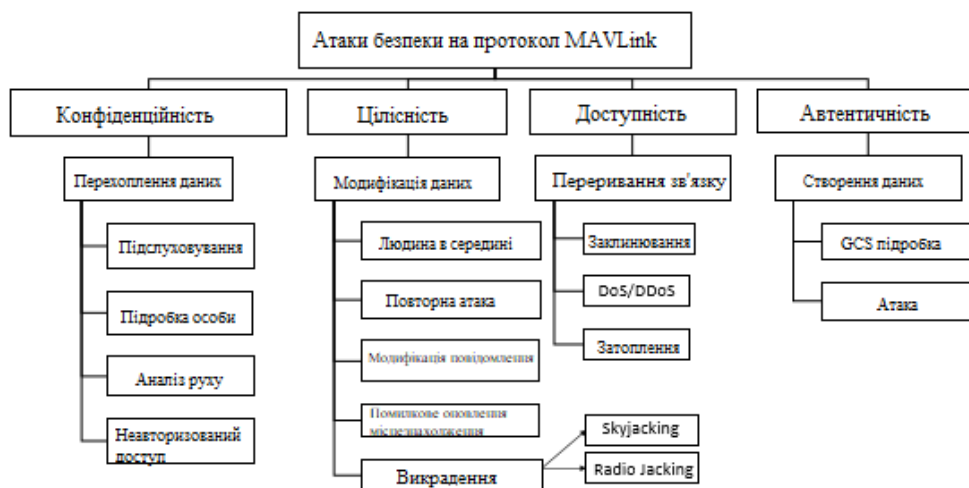 Атаки безпеки на протокол MAVLink
Конфіденційність
Цілісність
Доступність
Автентичність
Перехоплення даних
Модифікація даних
Переривання зв'язку
Створення даних
Підслуховування
Підробка особи
Аналіз руху
Неавторизований
доступ
Людина в середині
Повторна атака
Модифікація повідомлення
Помилкове оновлення
місцезнаходження
Викрадення
Skyjacking
Radio Jacking
Заклинювання
DoS/DDoS
Затоплення
GCS підробка
Атака